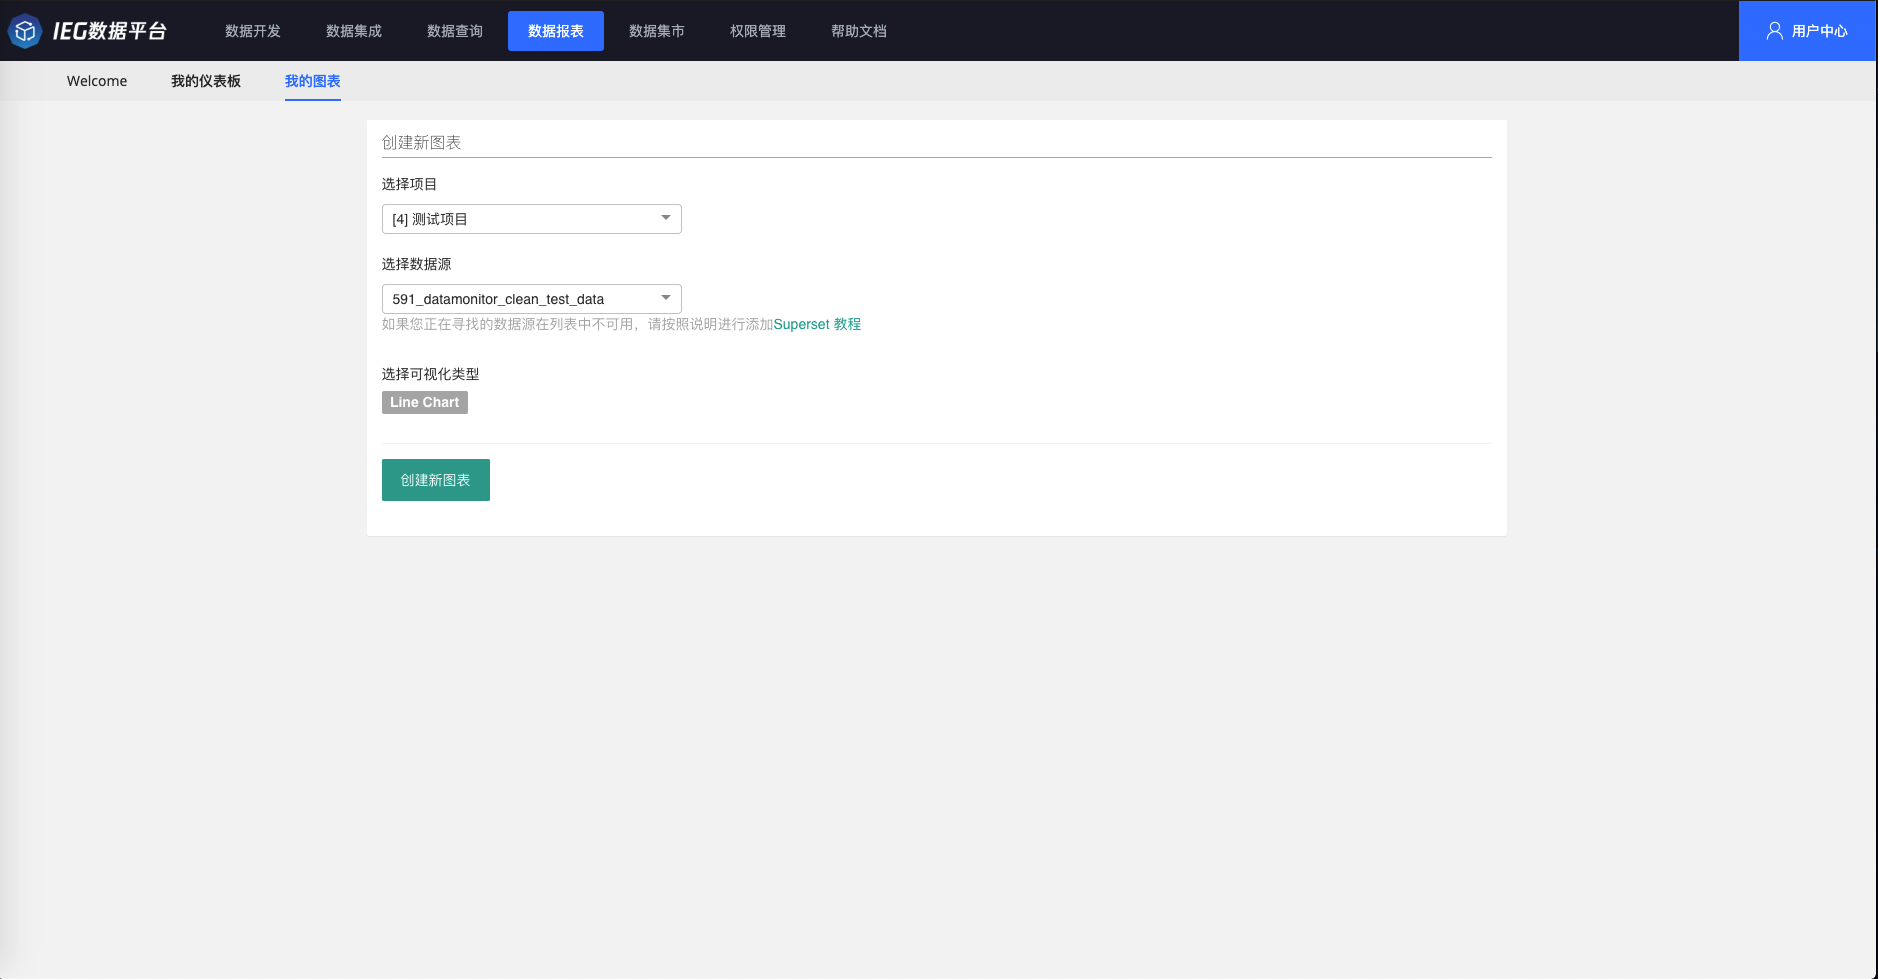 IEG数据平台 数据开发 数据集成 数据查询 数据报表 数据集市 权限管理 帮助文档 用户中心
Welcome 我的仪表板 我的图表
创建新图表
选择项目
[4] 测试项目
选择数据源
591_datamonitor_clean_test_data
如果您正在寻找的数据源在列表中不可用，请按照说明进行添加Superset 教程
选择可视化类型
Line Chart
创建新图表